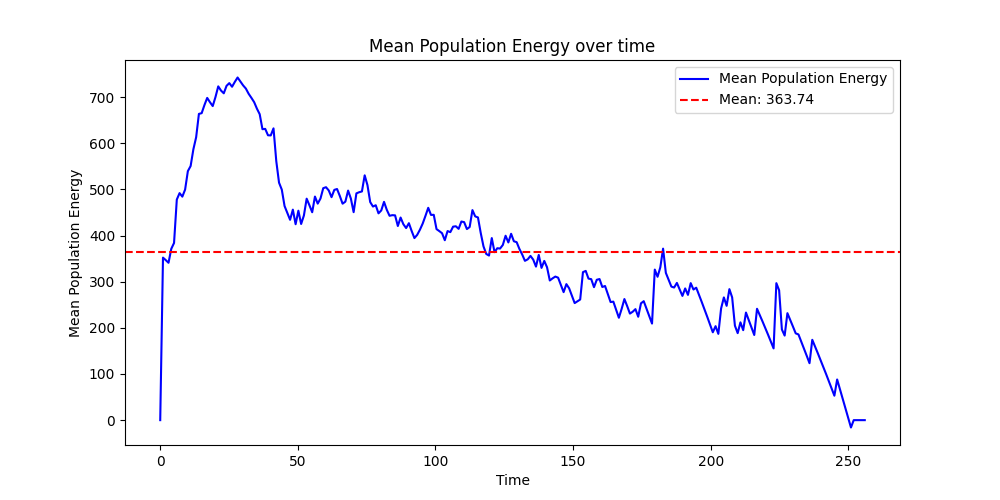 Mean Population Energy over time
Mean Population Energy
Mean: 363.74
Mean Population Energy
700
600
500
400
300
200
100
0
0 50 100 150 200 250
Time